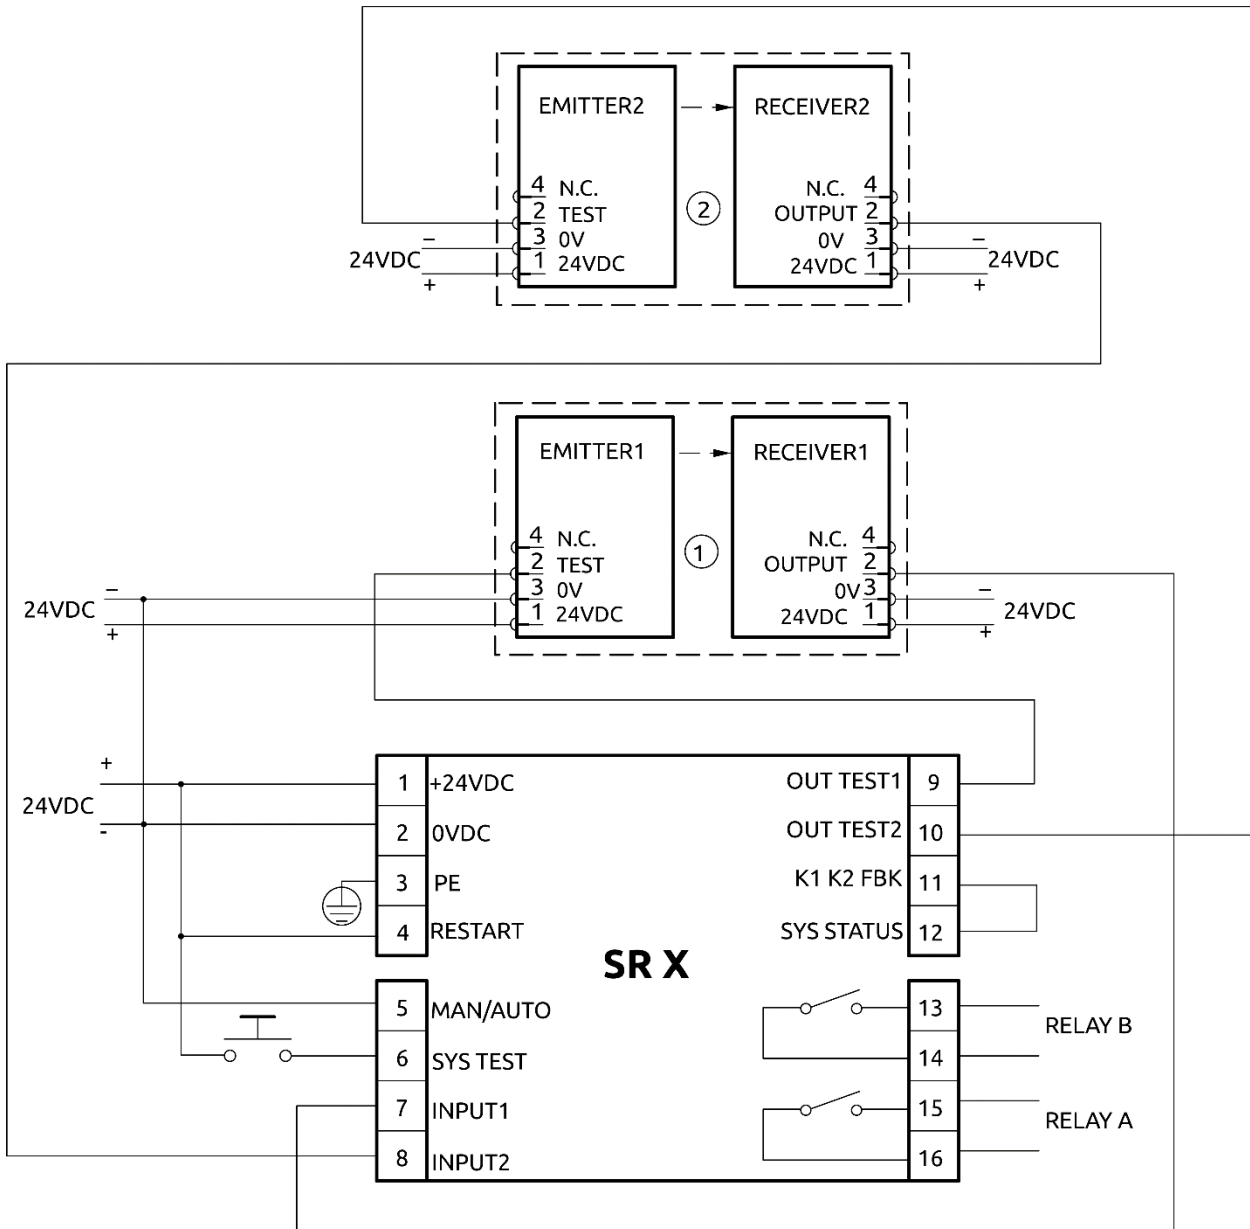 EMITTER2
RECEIVER2
4 N.C.
2 TEST
3 0V
1 24VDC
N.C. 4
OUTPUT 2
0V 3
24VDC 1
2
24VDC
−
+
−
+
24VDC
EMITTER1
RECEIVER1
4 N.C.
2 TEST
3 0V
1 24VDC
N.C. 4
OUTPUT 2
0V 3
24VDC 1
1
24VDC
−
+
−
+
24VDC
+
24VDC
-
1 +24VDC
2 0VDC
3 PE
4 RESTART
5 MAN/AUTO
6 SYS TEST
7 INPUT1
8 INPUT2
SR X
OUT TEST1 9
OUT TEST2 10
K1 K2 FBK 11
SYS STATUS 12
13
14
RELAY B
15
16
RELAY A